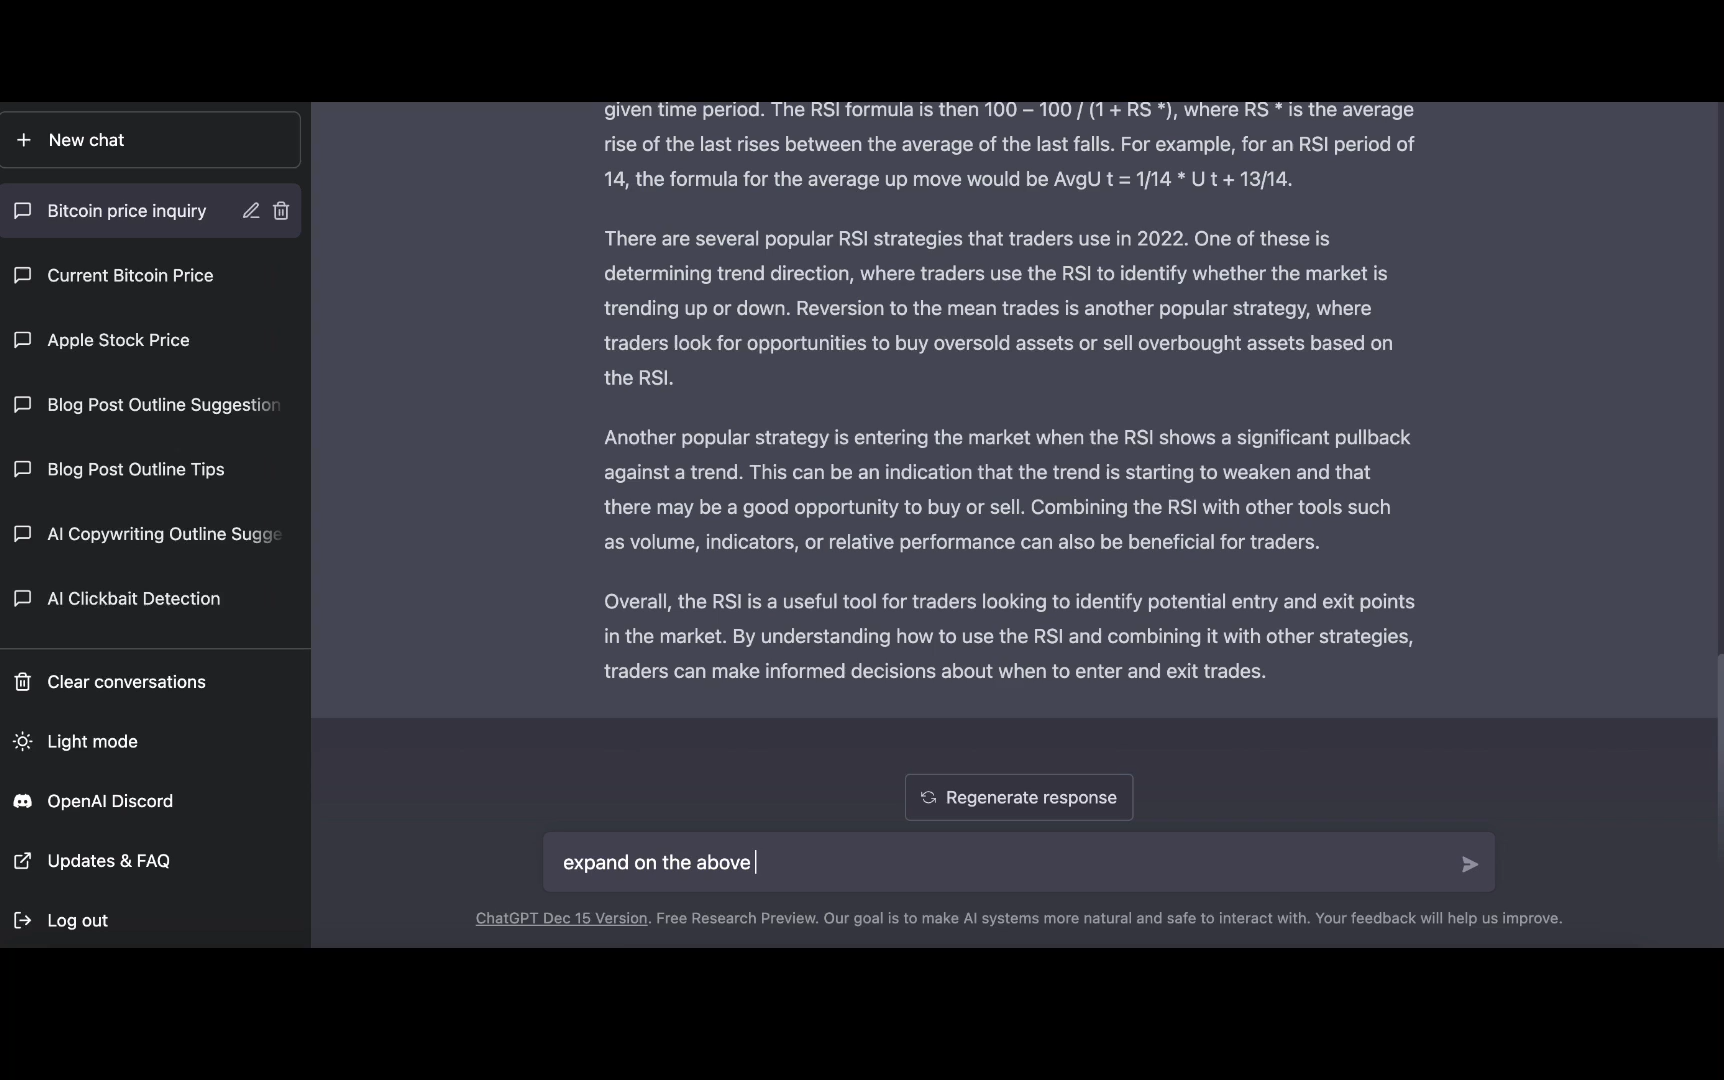 New chat
Bitcoin price inquiry
Current Bitcoin Price
Apple Stock Price
Blog Post Outline Suggestion
Blog Post Outline Tips
AI Copywriting Outline Sugge
AI Clickbait Detection
Clear conversations
Light mode
OpenAI Discord
Updates & FAQ
Log out
given time period. The RSI formula is then 100 – 100 / (1 + RS *), where RS * is the average
rise of the last rises between the average of the last falls. For example, for an RSI period of
14, the formula for the average up move would be AvgU t = 1/14 * U t + 13/14.
There are several popular RSI strategies that traders use in 2022. One of these is
determining trend direction, where traders use the RSI to identify whether the market is
trending up or down. Reversion to the mean trades is another popular strategy, where
traders look for opportunities to buy oversold assets or sell overbought assets based on
the RSI.
Another popular strategy is entering the market when the RSI shows a significant pullback
against a trend. This can be an indication that the trend is starting to weaken and that
there may be a good opportunity to buy or sell. Combining the RSI with other tools such
as volume, indicators, or relative performance can also be beneficial for traders.
Overall, the RSI is a useful tool for traders looking to identify potential entry and exit points
in the market. By understanding how to use the RSI and combining it with other strategies,
traders can make informed decisions about when to enter and exit trades.
Regenerate response
expand on the above
ChatGPT Dec 15 Version. Free Research Preview. Our goal is to make AI systems more natural and safe to interact with. Your feedback will help us improve.